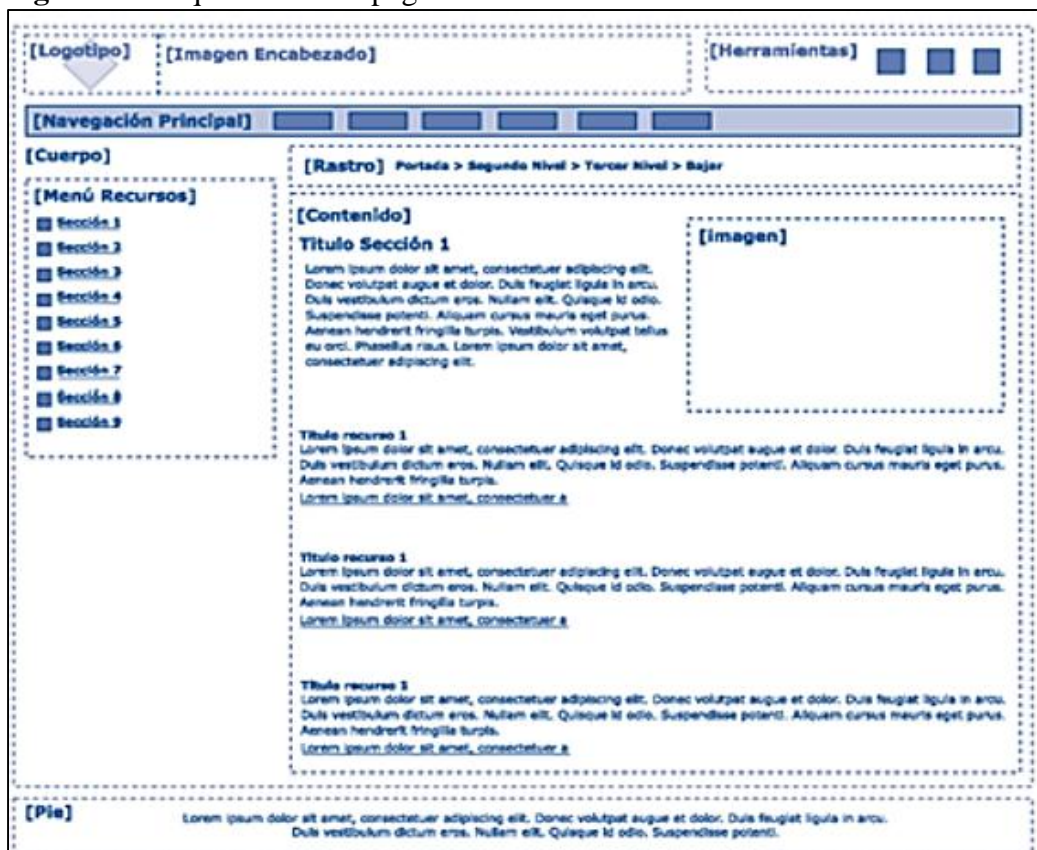 [Logotipo]
[Imagen Encabezado]
[Herramientas]
[Navegación Principal]
[Cuerpo]
[Rastro] Portada > Segundo Nivel > Tercer Nivel > Bajar
[Menú Recursos]
Sección 1
Sección 2
Sección 3
Sección 4
Sección 5
Sección 6
Sección 7
Sección 8
Sección 9
[Contenido]
Titulo Sección 1
Lorem ipsum dolor sit amet, consectetuer adipiscing elit.
Donec volutpat augue et dolor. Duis feugiat ligula in arcu.
Duis vestibulum dictum eros. Nullam elit. Quisque id odio.
Suspendisse potenti. Aliquam cursus mauris eget purus.
Aenean hendrerit fringilla turpis. Vestibulum volutpat tellus
eu orci. Phasellus risus. Lorem ipsum dolor sit amet,
consectetuer adipiscing elit.
[imagen]
Titulo recurso 1
Lorem ipsum dolor sit amet, consectetuer adipiscing elit. Donec volutpat augue et dolor. Duis feugiat ligula in arcu.
Duis vestibulum dictum eros. Nullam elit. Quisque id odio. Suspendisse potenti. Aliquam cursus mauris eget purus.
Aenean hendrerit fringilla turpis.
Lorem ipsum dolor sit amet, consectetuer a
Titulo recurso 1
Lorem ipsum dolor sit amet, consectetuer adipiscing elit. Donec volutpat augue et dolor. Duis feugiat ligula in arcu.
Duis vestibulum dictum eros. Nullam elit. Quisque id odio. Suspendisse potenti. Aliquam cursus mauris eget purus.
Aenean hendrerit fringilla turpis.
Lorem ipsum dolor sit amet, consectetuer a
Titulo recurso 1
Lorem ipsum dolor sit amet, consectetuer adipiscing elit. Donec volutpat augue et dolor. Duis feugiat ligula in arcu.
Duis vestibulum dictum eros. Nullam elit. Quisque id odio. Suspendisse potenti. Aliquam cursus mauris eget purus.
Aenean hendrerit fringilla turpis.
Lorem ipsum dolor sit amet, consectetuer a
[Pie]
Lorem ipsum dolor sit amet, consectetuer adipiscing elit. Donec volutpat augue et dolor. Duis feugiat ligula in arcu.
Duis vestibulum dictum eros. Nullam elit. Quisque id odio. Suspendisse potenti.